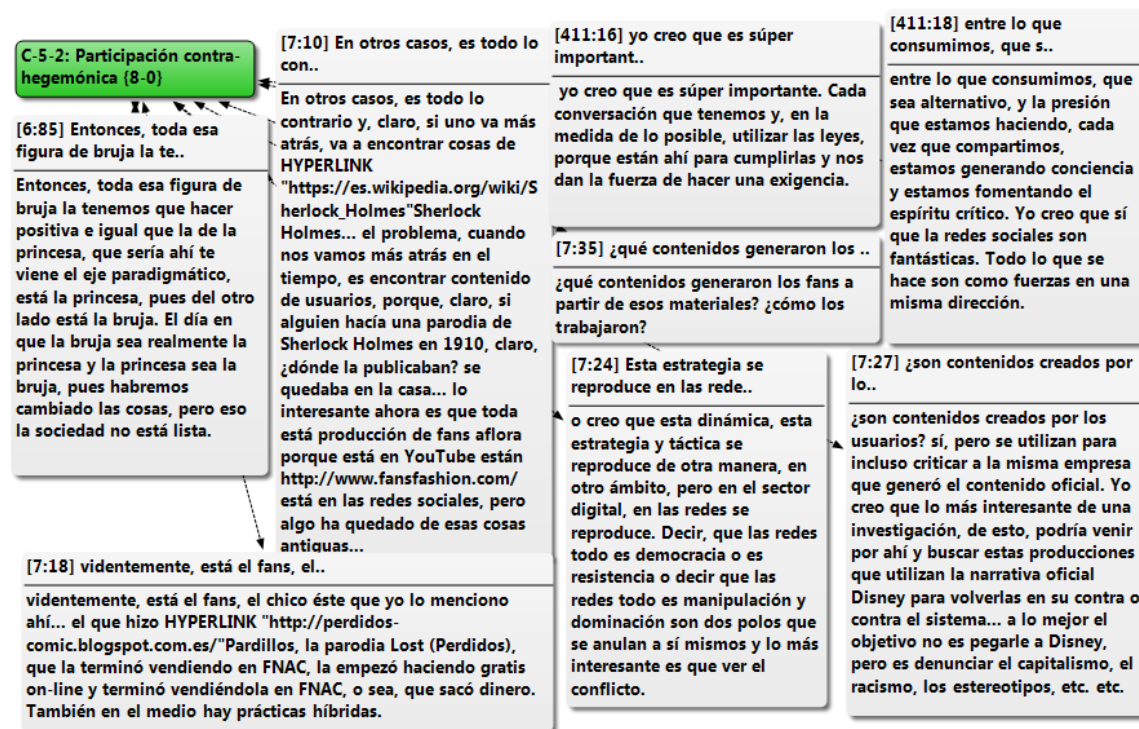 C-5-2: Participación contra-
hegemónica {8-0}
[6:85] Entonces, toda esa
figura de bruja la te..
Entonces, toda esa figura de
bruja la tenemos que hacer
positiva e igual que la de la
princesa, que sería ahí te
viene el eje paradigmático,
está la princesa, pues del otro
lado está la bruja. El día en
que la bruja sea realmente la
princesa y la princesa sea la
bruja, pues habremos
cambiado las cosas, pero eso
la sociedad no está lista.
[7:10] En otros casos, es todo lo
con..
En otros casos, es todo lo
contrario y, claro, si uno va más
atrás, va a encontrar cosas de
HYPERLINK
"https://es.wikipedia.org/wiki/S
herlock_Holmes"Sherlock
Holmes... el problema, cuando
nos vamos más atrás en el
tiempo, es encontrar contenido
de usuarios, porque, claro, si
alguien hacía una parodia de
Sherlock Holmes en 1910, claro,
¿dónde la publicaban? se
quedaba en la casa... lo
interesante ahora es que toda
está producción de fans aflora
porque está en YouTube están
http://www.fansfashion.com/
está en las redes sociales, pero
algo ha quedado de esas cosas
antiguas...
[411:16] yo creo que es súper
important..
yo creo que es súper importante. Cada
conversación que tenemos y, en la
medida de lo posible, utilizar las leyes,
porque están ahí para cumplirlas y nos
dan la fuerza de hacer una exigencia.
[411:18] entre lo que
consumimos, que s..
entre lo que consumimos, que
sea alternativo, y la presión
que estamos haciendo, cada
vez que compartimos,
estamos generando conciencia
y estamos fomentando el
espíritu crítico. Yo creo que sí
que la redes sociales son
fantásticas. Todo lo que se
hace son como fuerzas en una
misma dirección.
[7:35] ¿qué contenidos generaron los ..
¿qué contenidos generaron los fans a
partir de esos materiales? ¿cómo los
trabajaron?
[7:24] Esta estrategia se
reproduce en las rede..
o creo que esta dinámica, esta
estrategia y táctica se
reproduce de otra manera, en
otro ámbito, pero en el sector
digital, en las redes se
reproduce. Decir, que las redes
todo es democracia o es
resistencia o decir que las
redes todo es manipulación y
dominación son dos polos que
se anulan a sí mismos y lo más
interesante es que ver el
conflicto.
[7:27] ¿son contenidos creados por
lo..
¿son contenidos creados por los
usuarios? sí, pero se utilizan para
incluso criticar a la misma empresa
que generó el contenido oficial. Yo
creo que lo más interesante de una
investigación, de esto, podría venir
por ahí y buscar estas producciones
que utilizan la narrativa oficial
Disney para volverlas en su contra o
contra el sistema... a lo mejor el
objetivo no es pegarle a Disney,
pero es denunciar el capitalismo, el
racismo, los estereotipos, etc. etc.
[7:18] videntemente, está el fans, el..
videntemente, está el fans, el chico éste que yo lo menciono
ahí... el que hizo HYPERLINK "http://perdidos-
comic.blogspot.com.es/"Pardillos, la parodia Lost (Perdidos),
que la terminó vendiendo en FNAC, la empezó haciendo gratis
on-line y terminó vendiéndola en FNAC, o sea, que sacó dinero.
También en el medio hay prácticas híbridas.